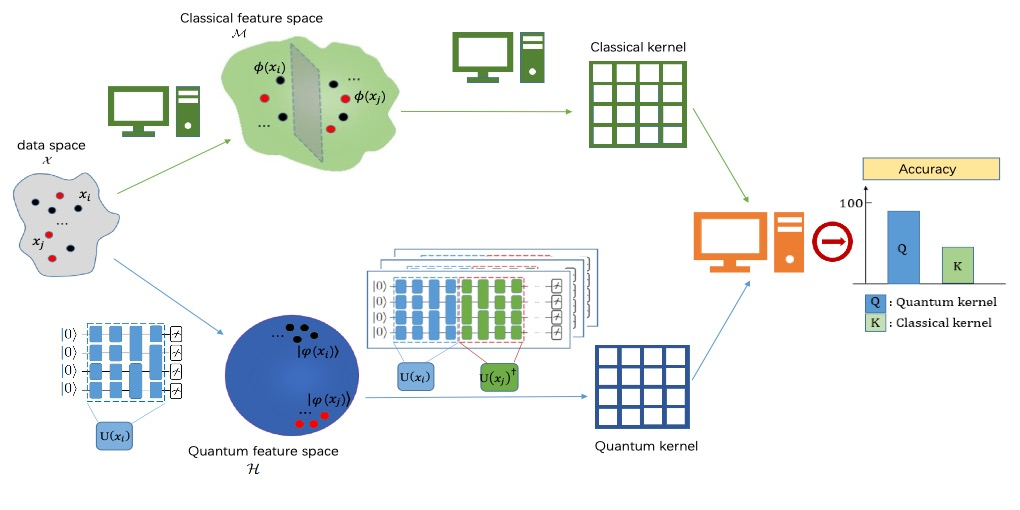 Classical feature space
ℳ
ϕ(xᵢ)
...
ϕ(xⱼ)
...
Classical kernel
data space
𝒳
xᵢ
...
xⱼ
Accuracy
100
Q
K
Q : Quantum kernel
K : Classical kernel
|0⟩
|0⟩
|0⟩
|0⟩
U(xᵢ)
U(xⱼ)†
|0⟩
|0⟩
|0⟩
|0⟩
U(xᵢ)
...
|φ(xᵢ)⟩
|φ(xⱼ)⟩
...
Quantum feature space
ℋ
Quantum kernel